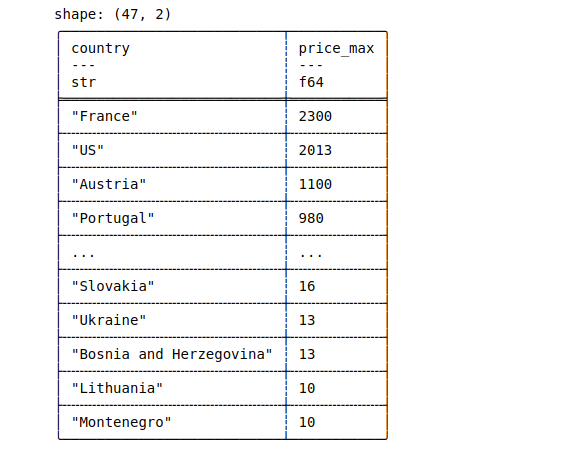 shape: (47, 2)
country price_max
--- ---
str f64
"France" 2300
"US" 2013
"Austria" 1100
"Portugal" 980
... ...
"Slovakia" 16
"Ukraine" 13
"Bosnia and Herzegovina" 13
"Lithuania" 10
"Montenegro" 10